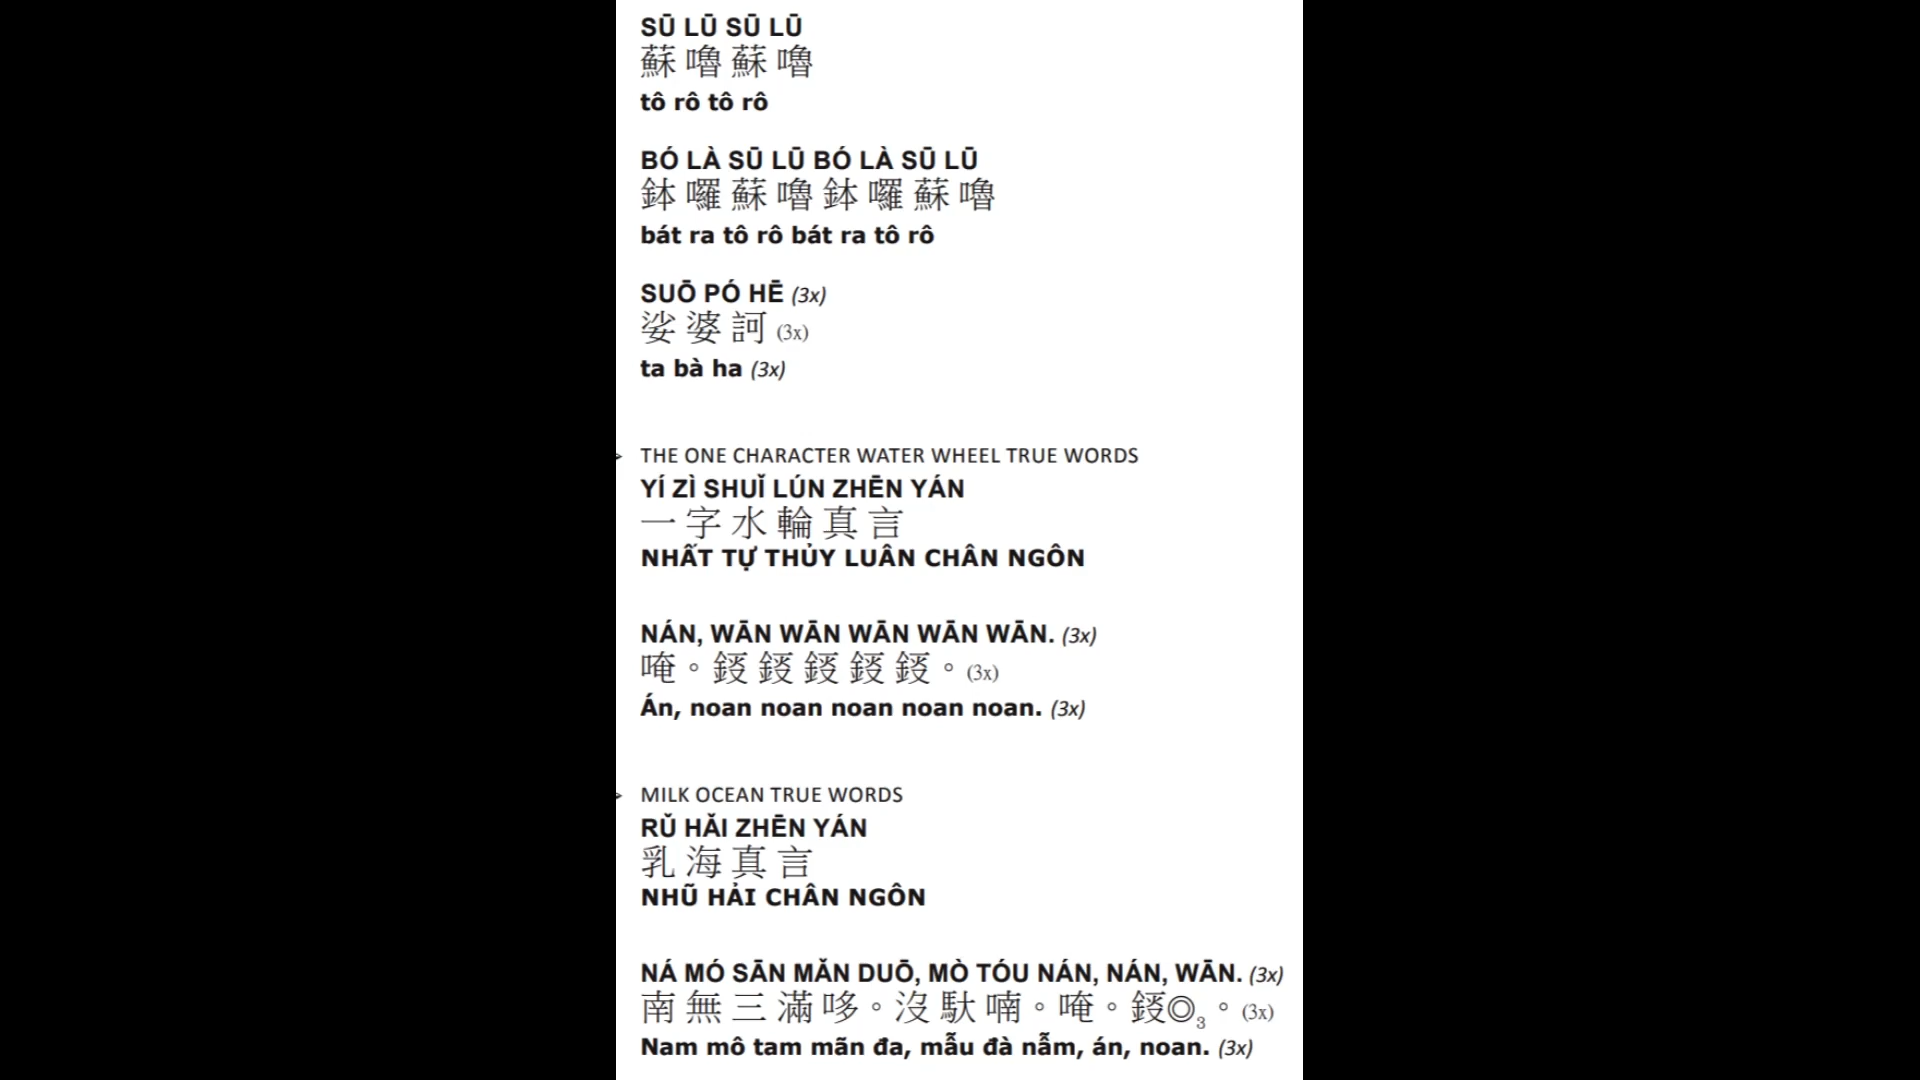 SŪ LŪ SŪ LŪ
蘇 嚕 蘇 嚕
tô rô tô rô
BÓ LÀ SŪ LŪ BÓ LÀ SŪ LŪ
鉢 囉 蘇 嚕 鉢 囉 蘇 嚕
bát ra tô rô bát ra tô rô
SUŌ PÓ HĒ (3x)
娑 婆 訶 (3x)
ta bà ha (3x)
THE ONE CHARACTER WATER WHEEL TRUE WORDS
YÍ ZÌ SHUǏ LÚN ZHĒN YÁN
一 字 水 輪 真 言
NHẤT TỰ THỦY LUÂN CHÂN NGÔN
NÁN, WĀN WĀN WĀN WĀN WĀN. (3x)
唵 。鋄 鋄 鋄 鋄 鋄 。(3x)
Án, noan noan noan noan noan. (3x)
MILK OCEAN TRUE WORDS
RǓ HǍI ZHĒN YÁN
乳 海 真 言
NHŨ HẢI CHÂN NGÔN
NÁ MÓ SĀN MǍN DUŌ, MÒ TÓU NÁN, NÁN, WĀN. (3x)
南 無 三 滿 哆 。沒 馱 喃 。唵 。鋄◎3 。(3x)
Nam mô tam mãn đa, mẫu đà nẫm, án, noan. (3x)